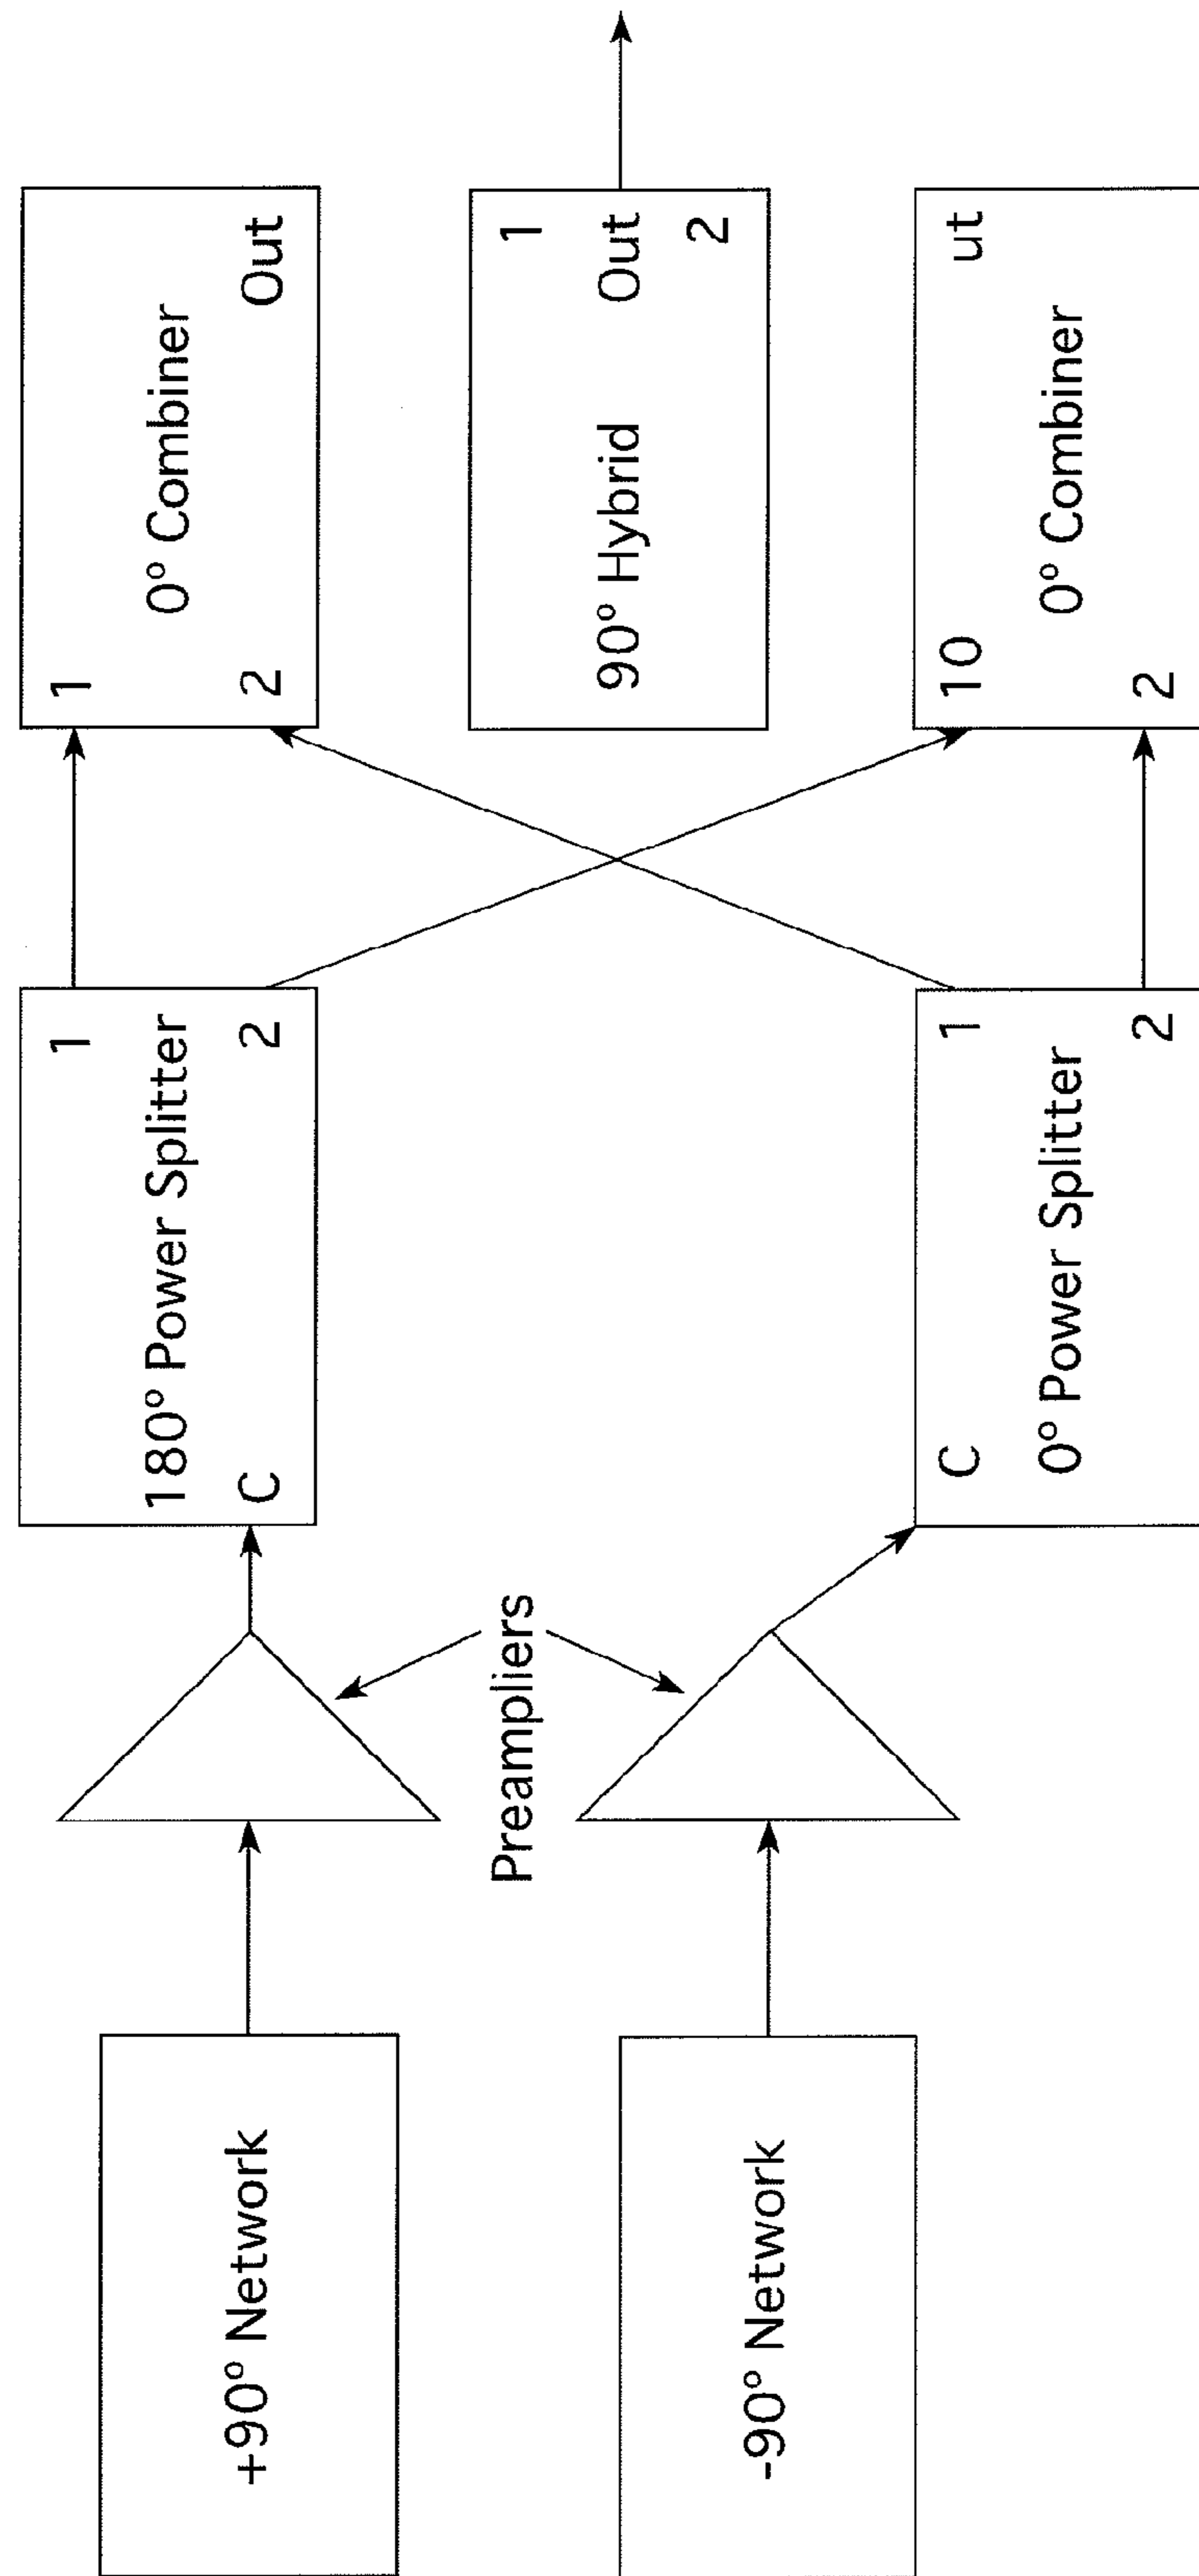 +90° Network
-90° Network
Preampliers
1
180° Power Splitter
C 2
C 1
0° Power Splitter
2
1
0° Combiner
2 Out
1
90° Hybrid Out
2
10 ut
0° Combiner
2